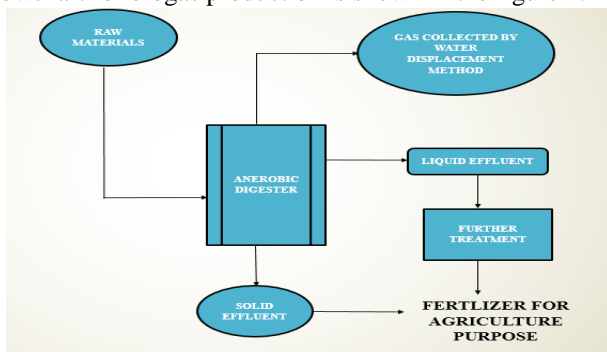 RAW
MATERIALS
GAS COLLECTED BY
WATER
DISPLACEMENT
METHOD
ANEROBIC
DIGESTER
LIQUID EFFLUENT
FURTHER
TREATMENT
SOLID
EFFLUENT
FERTLIZER FOR
AGRICULTURE
PURPOSE